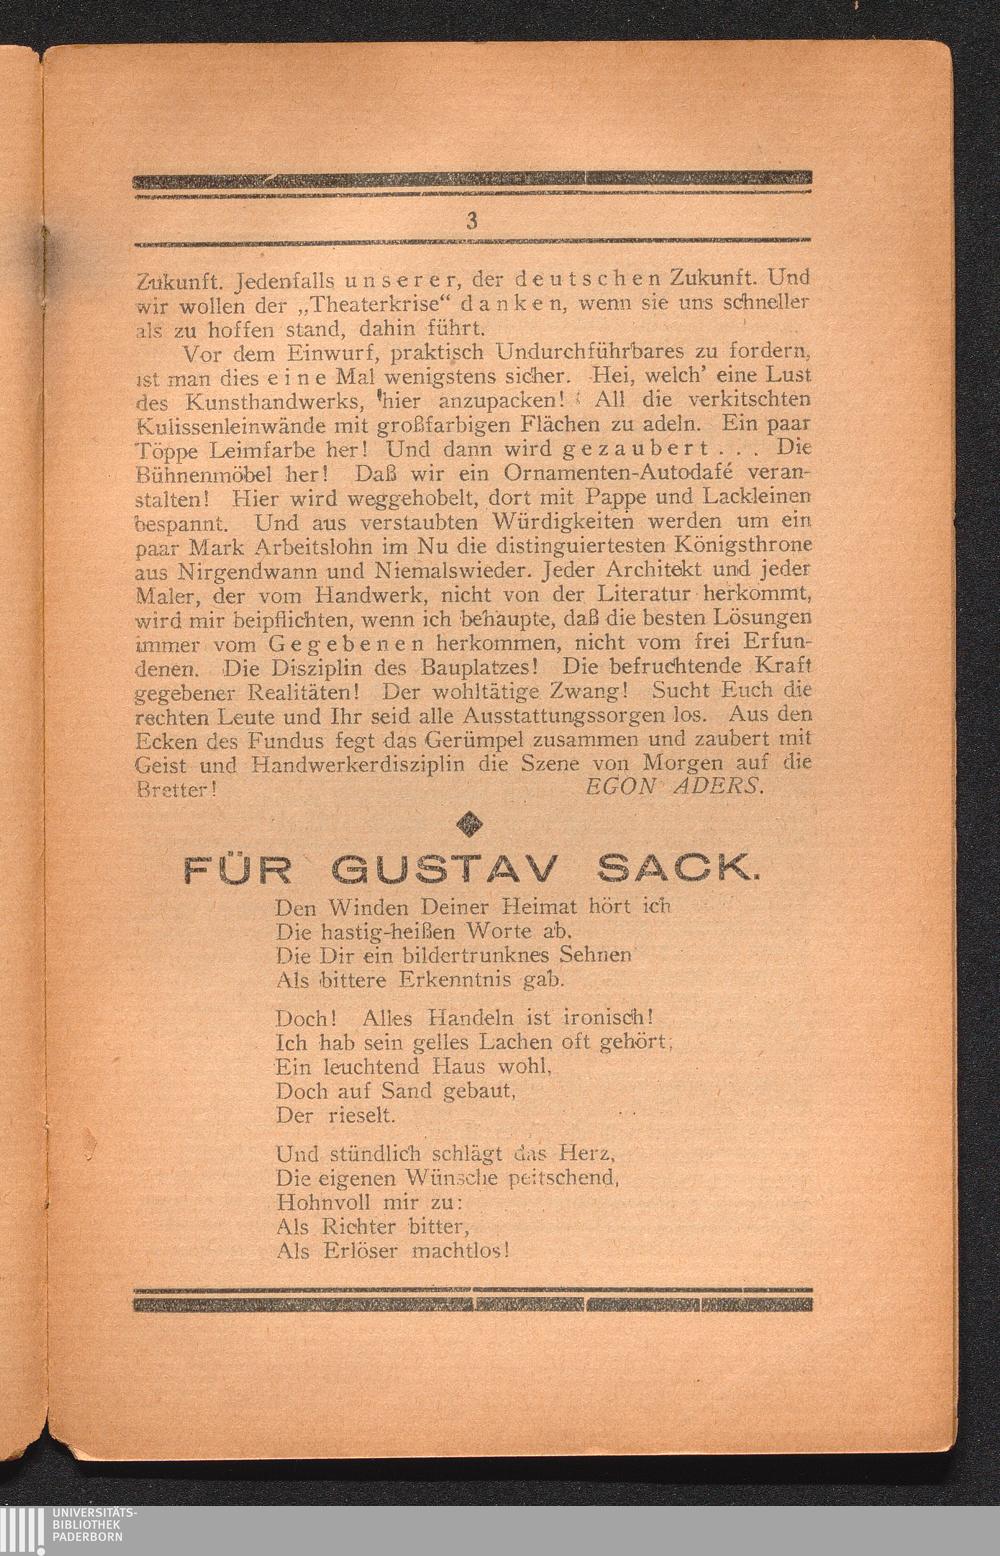 3
Zukunft. Jedenfalls unserer, der deutschen Zukunft. Und
wir wollen der „Theaterkrise“ danken, wenn sie uns schneller
als zu hoffen stand, dahin führt.
Vor dem Einwurf, praktisch Undurchführbares zu fordern,
ist man dies eine Mal wenigstens sicher. Hei, welch’ eine Lust
des Kunsthandwerks, hier anzupacken! All die verkitschten
Kulissenleinwände mit großfarbigen Flächen zu adeln. Ein paar
Töppe Leimfarbe her! Und dann wird gezaubert... Die
Bühnenmöbel her! Daß wir ein Ornamenten-Autodafé veran-
stalten! Hier wird weggehobelt, dort mit Pappe und Lackleinen
bespannt. Und aus verstaubten Würdigkeiten werden um ein
paar Mark Arbeitslohn im Nu die distinguiertesten Königsthrone
aus Nirgendwann und Niemalswieder. Jeder Architekt und jeder
Maler, der vom Handwerk, nicht von der Literatur herkommt,
wird mir beipflichten, wenn ich behaupte, daß die besten Lösungen
immer vom Gegebenen herkommen, nicht vom frei Erfun-
denen. Die Disziplin des Bauplatzes! Die befruchtende Kraft
gegebener Realitäten! Der wohltätige Zwang! Sucht Euch die
rechten Leute und Ihr seid alle Ausstattungssorgen los. Aus den
Ecken des Fundus fegt das Gerümpel zusammen und zaubert mit
Geist und Handwerkerdisziplin die Szene von Morgen auf die
Bretter! EGON ADERS.
FÜR GUSTAV SACK.
Den Winden Deiner Heimat hört ich
Die hastig-heißen Worte ab.
Die Dir ein bildertrunknes Sehnen
Als bittere Erkenntnis gab.
Doch! Alles Handeln ist ironisch!
Ich hab sein gelles Lachen oft gehört;
Ein leuchtend Haus wohl,
Doch auf Sand gebaut,
Der rieselt.
Und stündlich schlägt das Herz,
Die eigenen Wünsche peitschend,
Hohnvoll mir zu:
Als Richter bitter,
Als Erlöser machtlos!
UNIVERSITÄTS-
BIBLIOTHEK
PADERBORN